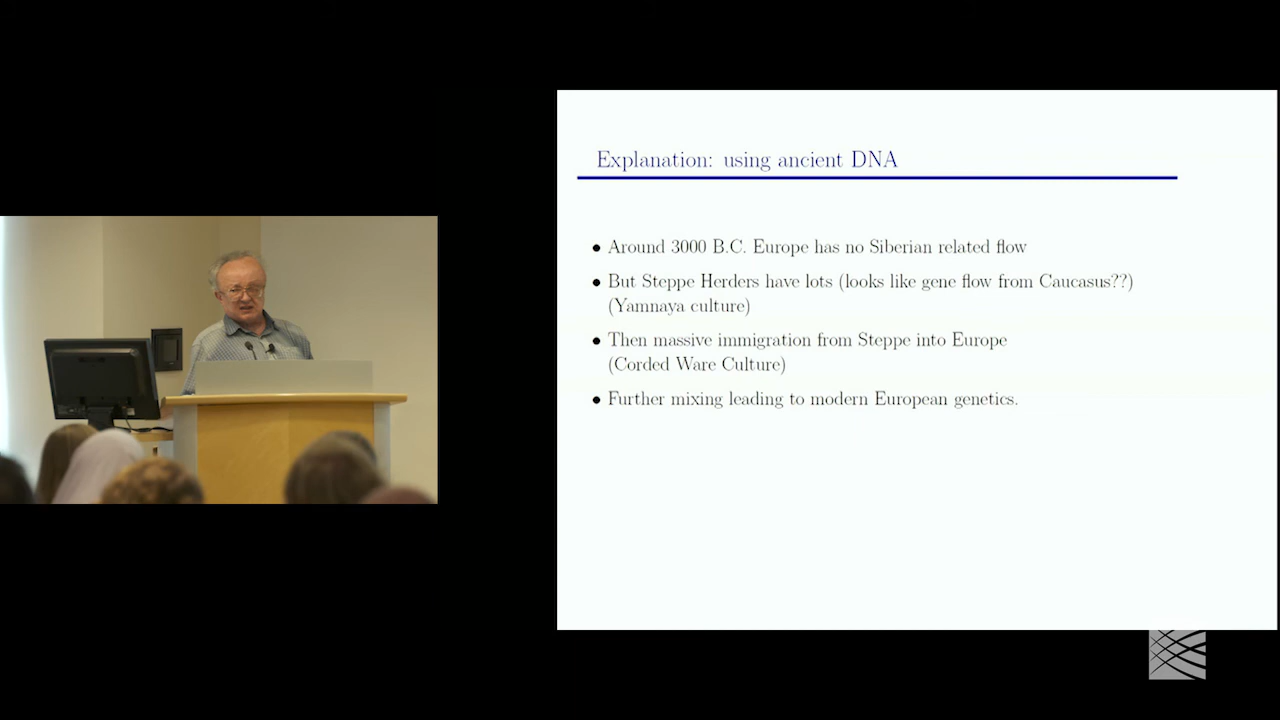 Explanation: using ancient DNA
● Around 3000 B.C. Europe has no Siberian related flow
● But Steppe Herders have lots (looks like gene flow from Caucasus??)
(Yamnaya culture)
● Then massive immigration from Steppe into Europe
(Corded Ware Culture)
● Further mixing leading to modern European genetics.